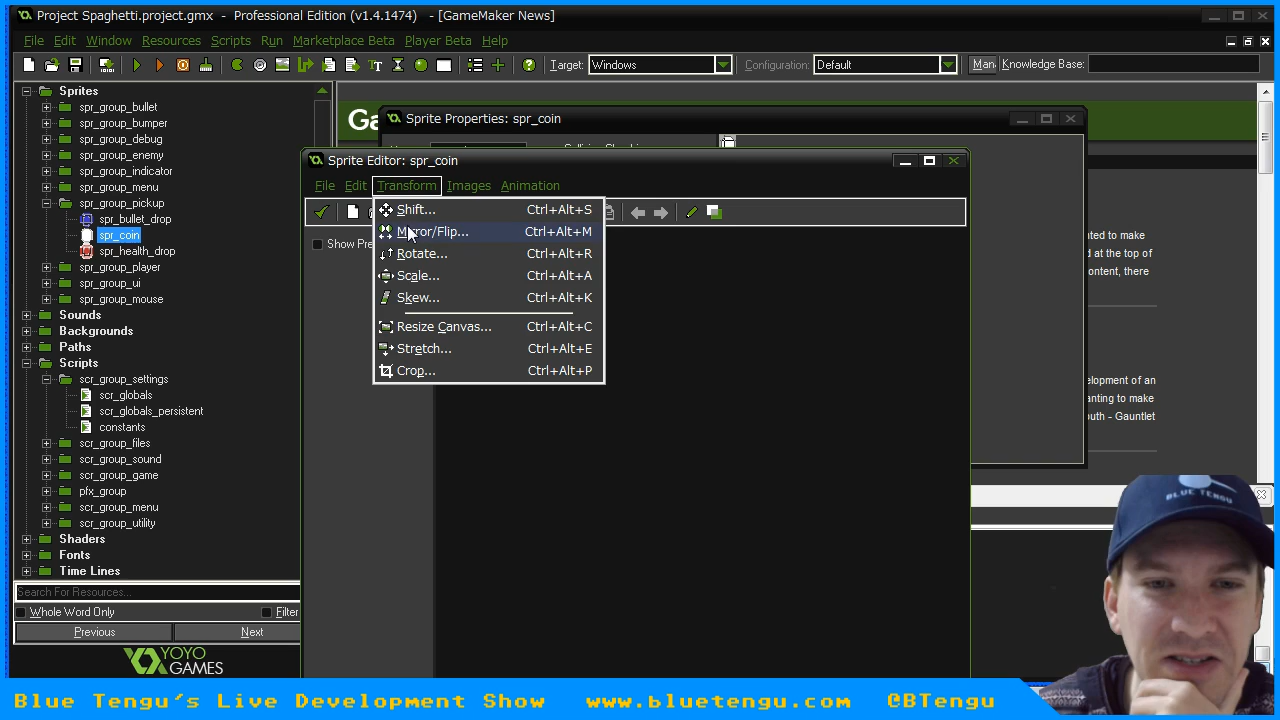 Project Spaghetti.project.gmx - Professional Edition (v1.4.1474) - [GameMaker News]
File Edit Window Resources Scripts Run Marketplace Beta Player Beta Help
Target: Windows Configuration: Default Man Knowledge Base:
Sprites
spr_group_bullet
spr_group_bumper
spr_group_debug
spr_group_enemy
spr_group_indicator
spr_group_menu
spr_group_pickup
spr_bullet_drop
spr_coin
spr_health_drop
spr_group_player
spr_group_ui
spr_group_mouse
Sounds
Backgrounds
Paths
Scripts
scr_group_settings
scr_globals
scr_globals_persistent
constants
scr_group_files
scr_group_sound
scr_group_game
pfx_group
scr_group_menu
scr_group_utility
Shaders
Fonts
Time Lines
Search For Resources...
Whole Word Only Filter
Previous Next
YOYO
GAMES
Ga
Sprite Properties: spr_coin
Sprite Editor: spr_coin
File Edit Transform Images Animation
Show Pre
Shift... Ctrl+Alt+S
Mirror/Flip... Ctrl+Alt+M
Rotate... Ctrl+Alt+R
Scale... Ctrl+Alt+A
Skew... Ctrl+Alt+K
Resize Canvas... Ctrl+Alt+C
Stretch... Ctrl+Alt+E
Crop... Ctrl+Alt+P
ted to make
at the top of
ontent, there
elopment of an
anting to make
outh - Gauntlet
BLUE TENGU
Blue Tengu's Live Development Show www.bluetengu.com @BTengu